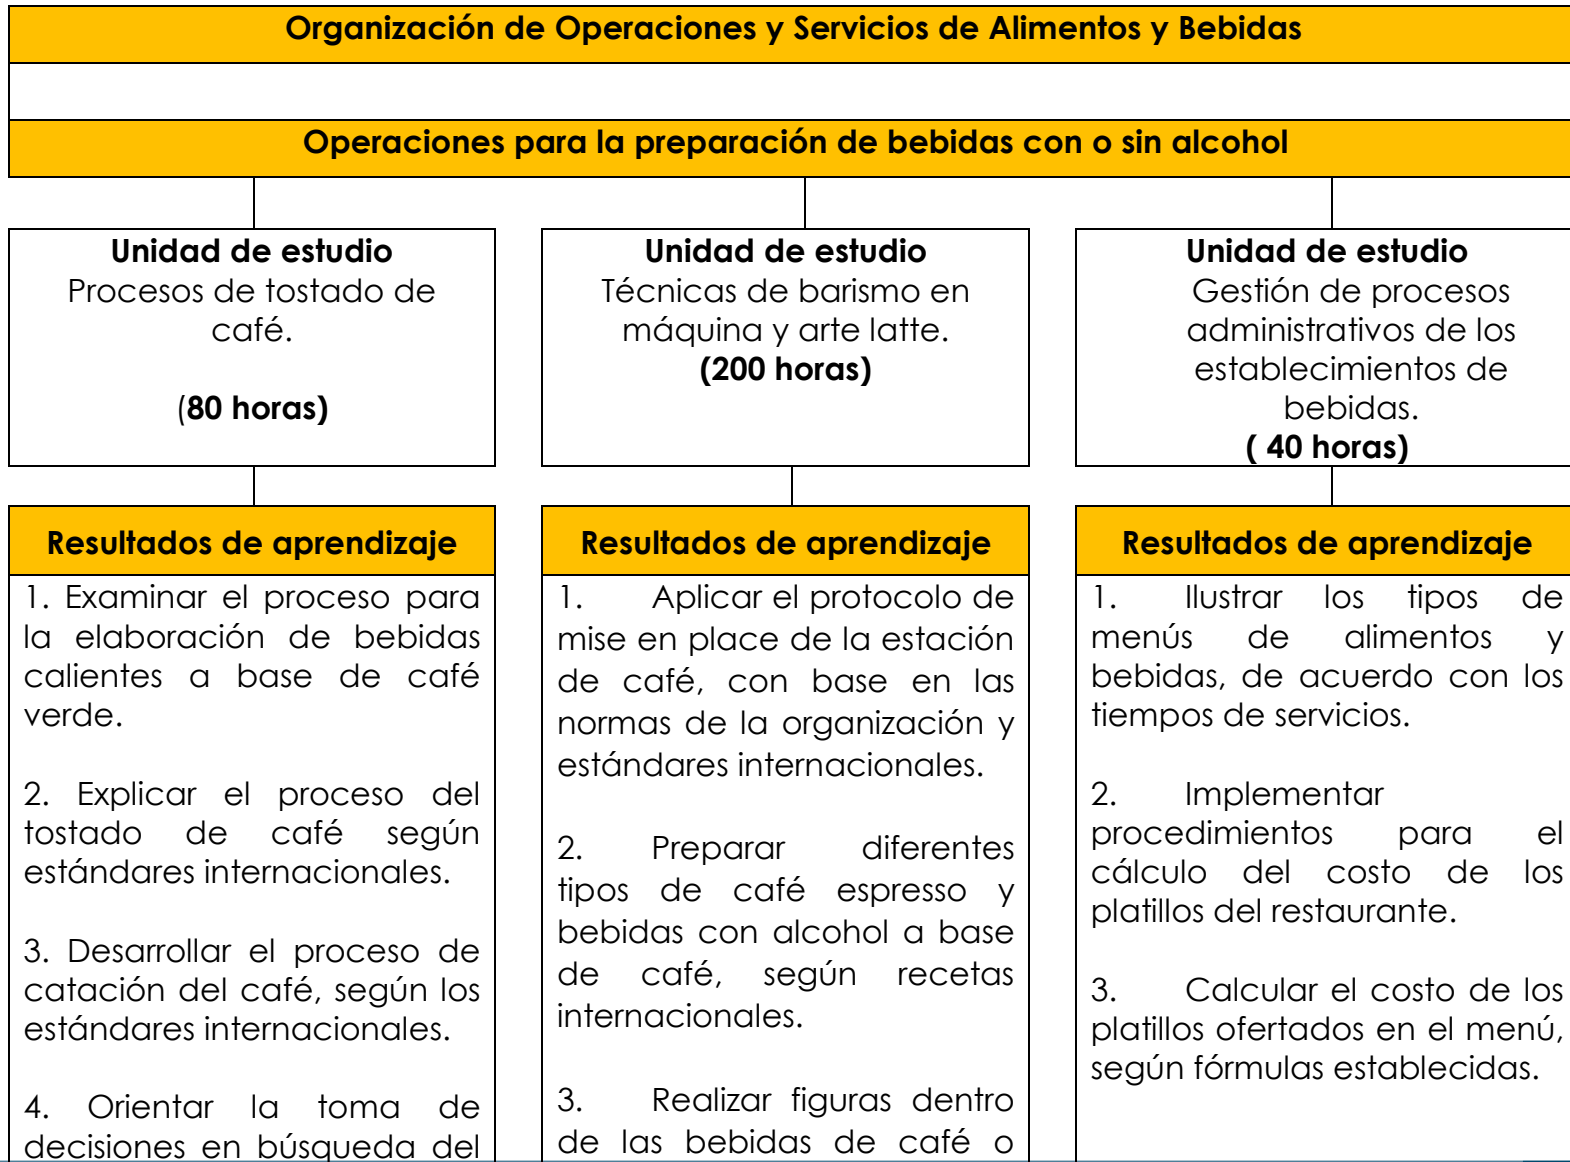 Organización de Operaciones y Servicios de Alimentos y Bebidas
Operaciones para la preparación de bebidas con o sin alcohol
Unidad de estudio
Procesos de tostado de
café.
(80 horas)
Unidad de estudio
Técnicas de barismo en
máquina y arte latte.
(200 horas)
Unidad de estudio
Gestión de procesos
administrativos de los
establecimientos de
bebidas.
( 40 horas)
Resultados de aprendizaje
1. Examinar el proceso para
la elaboración de bebidas
calientes a base de café
verde.
2. Explicar el proceso del
tostado de café según
estándares internacionales.
3. Desarrollar el proceso de
catación del café, según los
estándares internacionales.
4. Orientar la toma de
decisiones en búsqueda del
Resultados de aprendizaje
1. Aplicar el protocolo de
mise en place de la estación
de café, con base en las
normas de la organización y
estándares internacionales.
2. Preparar diferentes
tipos de café espresso y
bebidas con alcohol a base
de café, según recetas
internacionales.
3. Realizar figuras dentro
de las bebidas de café o
Resultados de aprendizaje
1. Ilustrar los tipos de
menús de alimentos y
bebidas, de acuerdo con los
tiempos de servicios.
2. Implementar
procedimientos para el
cálculo del costo de los
platillos del restaurante.
3. Calcular el costo de los
platillos ofertados en el menú,
según fórmulas establecidas.